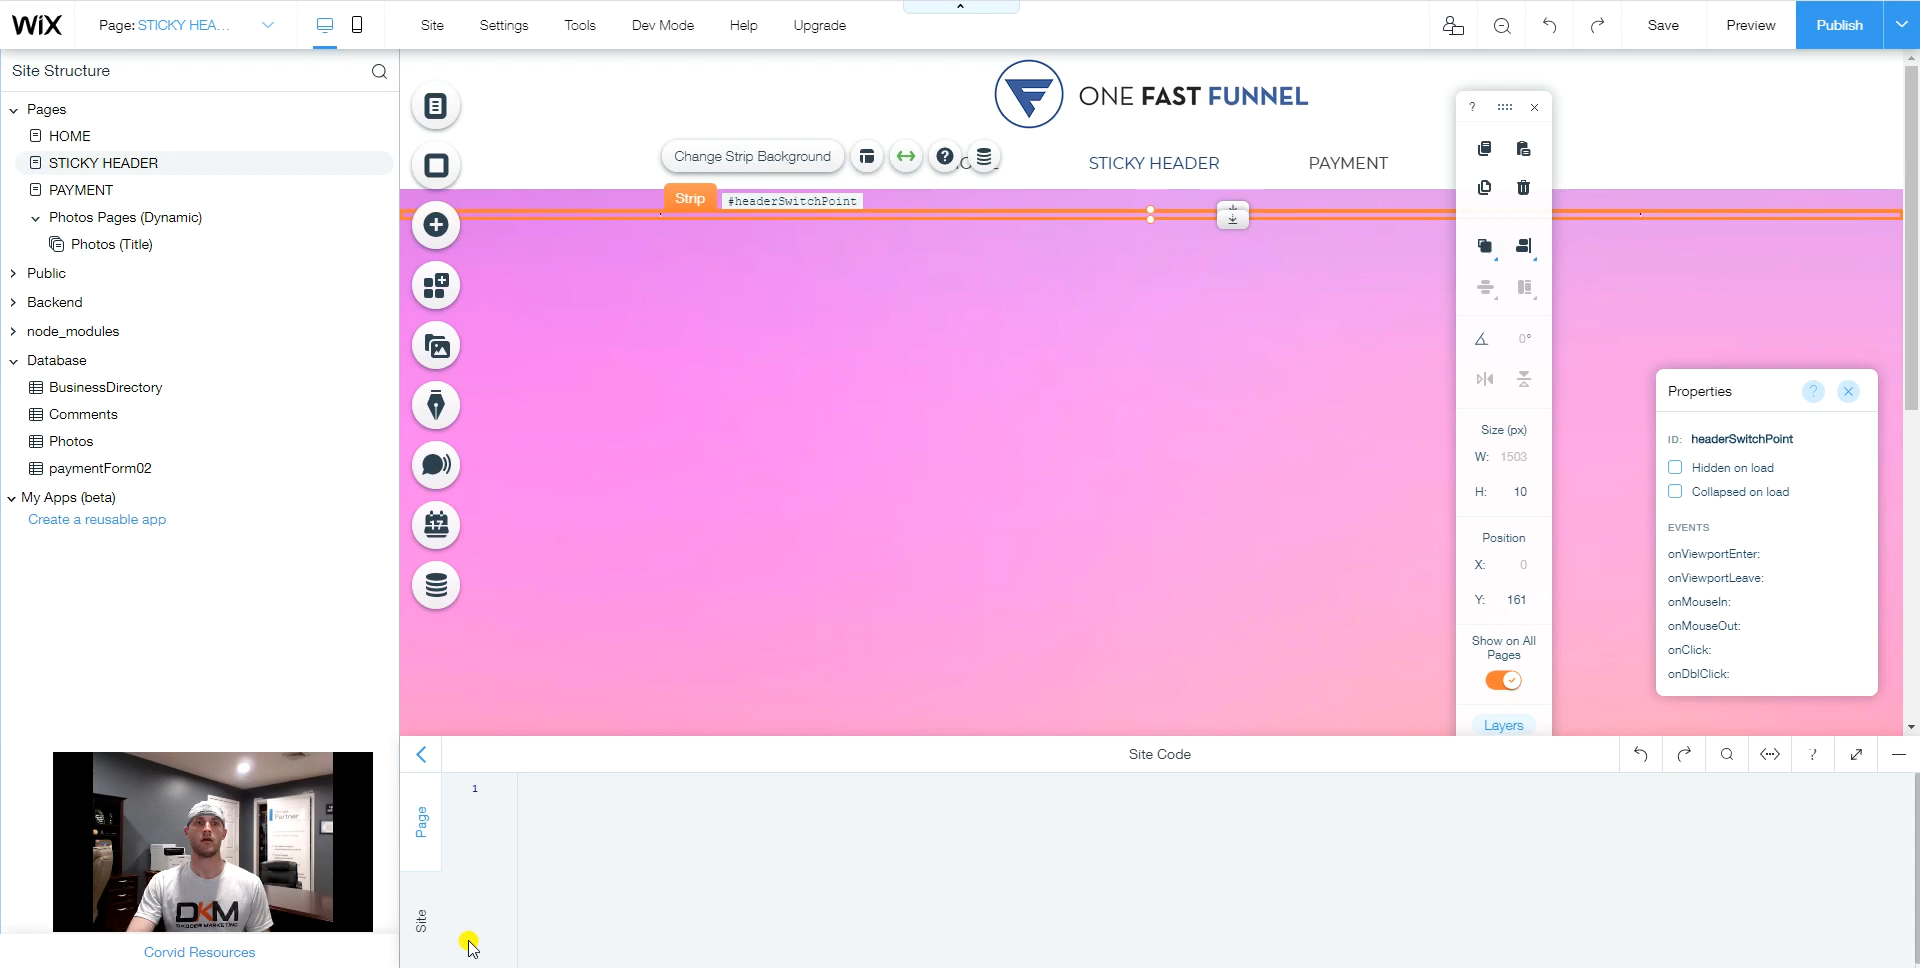 WiX
Page: STICKY HEA...
Site
Settings
Tools
Dev Mode
Help
Upgrade
Save
Preview
Publish
Site Structure
Pages
HOME
STICKY HEADER
PAYMENT
Photos Pages (Dynamic)
Photos (Title)
Public
Backend
node_modules
Database
BusinessDirectory
Comments
Photos
paymentForm02
My Apps (beta)
Create a reusable app
Corvid Resources
ONE FAST FUNNEL
STICKY HEADER
PAYMENT
Change Strip Background
?
Strip
#headerSwitchPoint
17
?
0°
Size (px)
W: 1503
H: 10
Position
X: 0
Y: 161
Show on All
Pages
Layers
Properties
?
ID: headerSwitchPoint
Hidden on load
Collapsed on load
EVENTS
onViewportEnter:
onViewportLeave:
onMouseIn:
onMouseOut:
onClick:
onDblClick:
Site Code
?
1
Page
Site
Partner
DKM